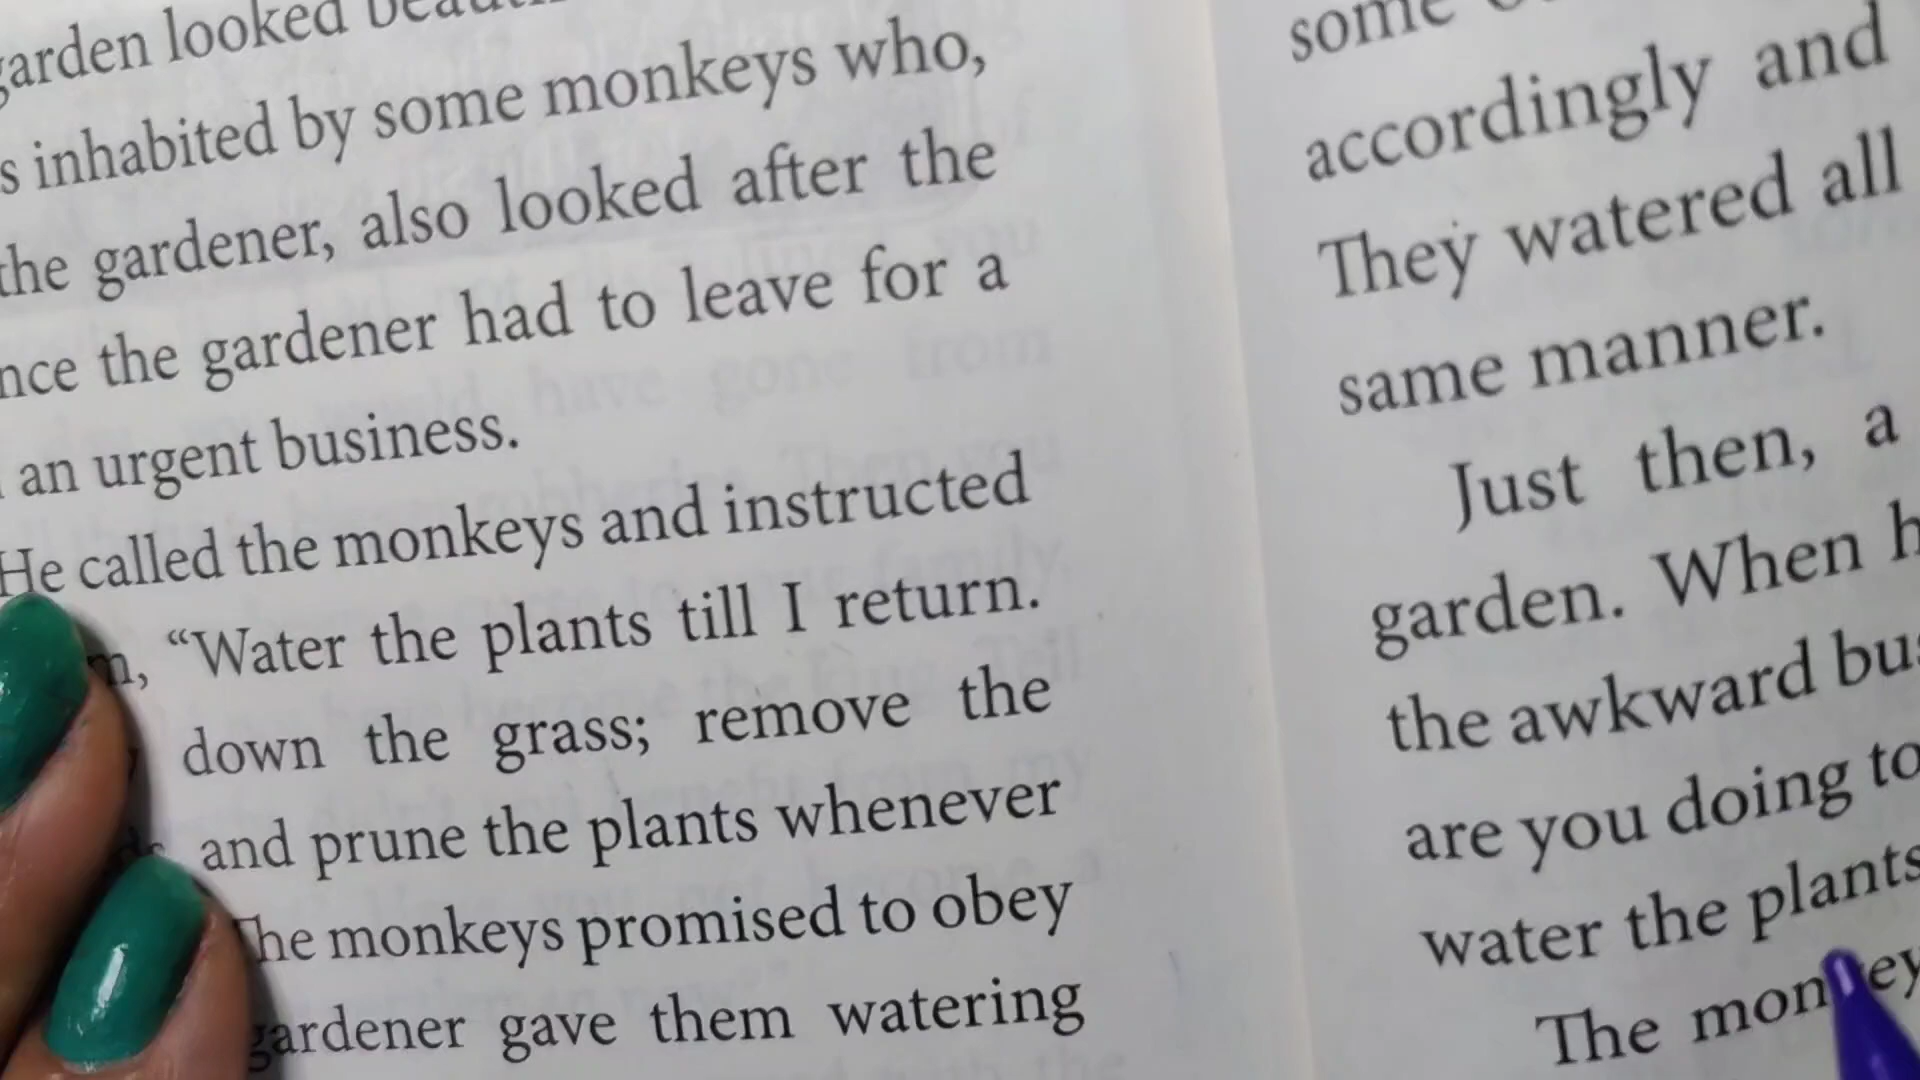 garden looked
inhabited by some monkeys who,
the gardener, also looked after the
the gardener had to leave for a
an urgent business.
He called the monkeys and instructed
“Water the plants till I return.
down the grass; remove the
and prune the plants whenever
The monkeys promised to obey
gardener gave them watering
some
accordingly and
They watered all
same manner.
Just then, a
garden. When
the awkward
are you doing to
water the plants
The